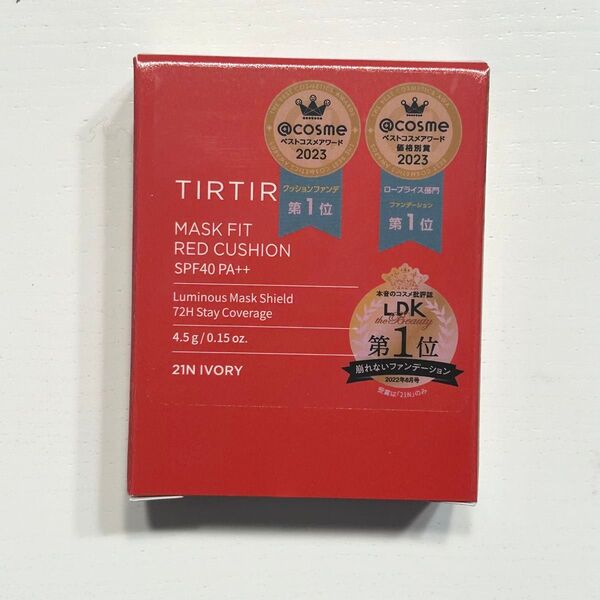 TIRTIR
MASK FIT
RED CUSHION
SPF40 PA++
Luminous Mask Shield
72H Stay Coverage
4.5 g / 0.15 oz.
21N IVORY
THE BEST COSMETICS AWARDS
@cosme
ベストコスメアワード
2023
クッションファンデ
第1位
@cosme
ベストコスメアワード
価格別賞
2023
ロープライス部門
ファンデーション
第1位
本音のコスメ批評誌
LDK
the Beauty
第1位
崩れないファンデーション
2022年8月号
受賞は「21N」のみ